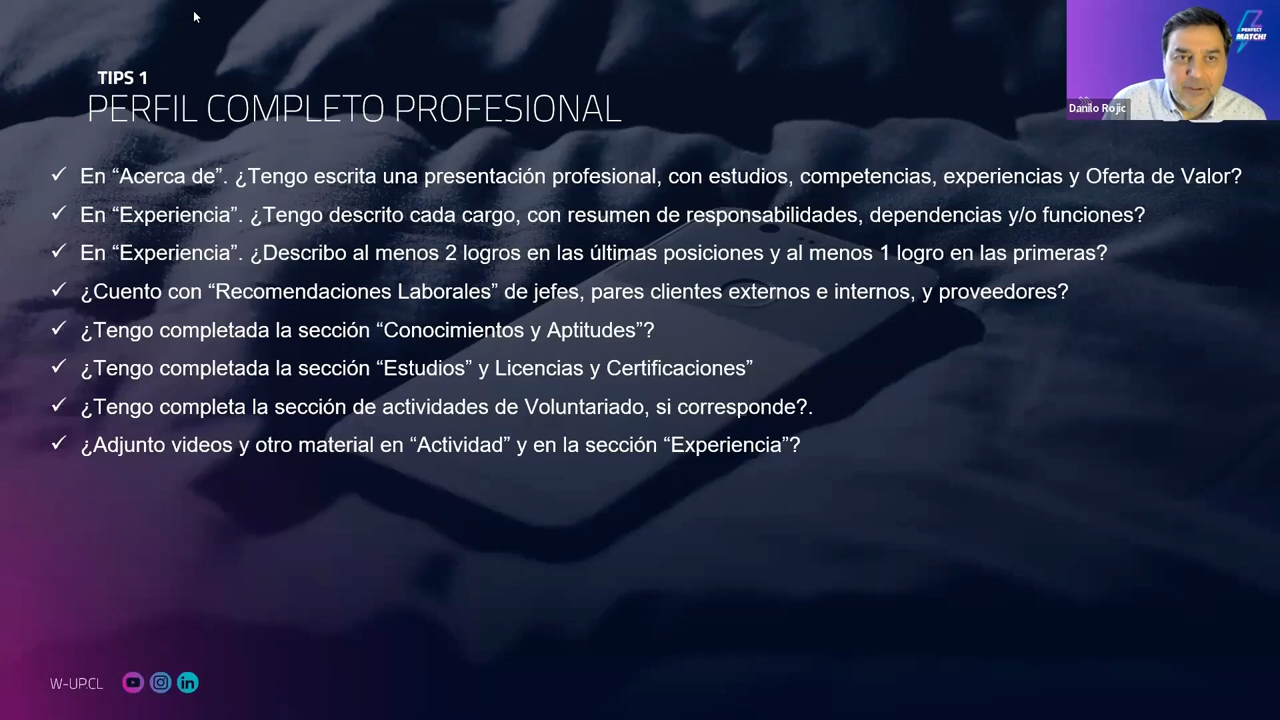 PERFECT
MATCH!
Danilo Rojic
TIPS 1
PERFIL COMPLETO PROFESIONAL
✓ En “Acerca de”. ¿Tengo escrita una presentación profesional, con estudios, competencias, experiencias y Oferta de Valor?
✓ En “Experiencia”. ¿Tengo descrito cada cargo, con resumen de responsabilidades, dependencias y/o funciones?
✓ En “Experiencia”. ¿Describo al menos 2 logros en las últimas posiciones y al menos 1 logro en las primeras?
✓ ¿Cuento con “Recomendaciones Laborales” de jefes, pares clientes externos e internos, y proveedores?
✓ ¿Tengo completada la sección “Conocimientos y Aptitudes”?
✓ ¿Tengo completada la sección “Estudios” y Licencias y Certificaciones”
✓ ¿Tengo completa la sección de actividades de Voluntariado, si corresponde?.
✓ ¿Adjunto videos y otro material en “Actividad” y en la sección “Experiencia”?
W-UP.CL
in